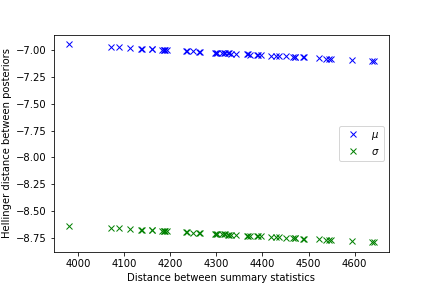 Hellinger distance between posteriors
−7.00
−7.25
−7.50
−7.75
−8.00
−8.25
−8.50
−8.75
μ
σ
4000 4100 4200 4300 4400 4500 4600
Distance between summary statistics